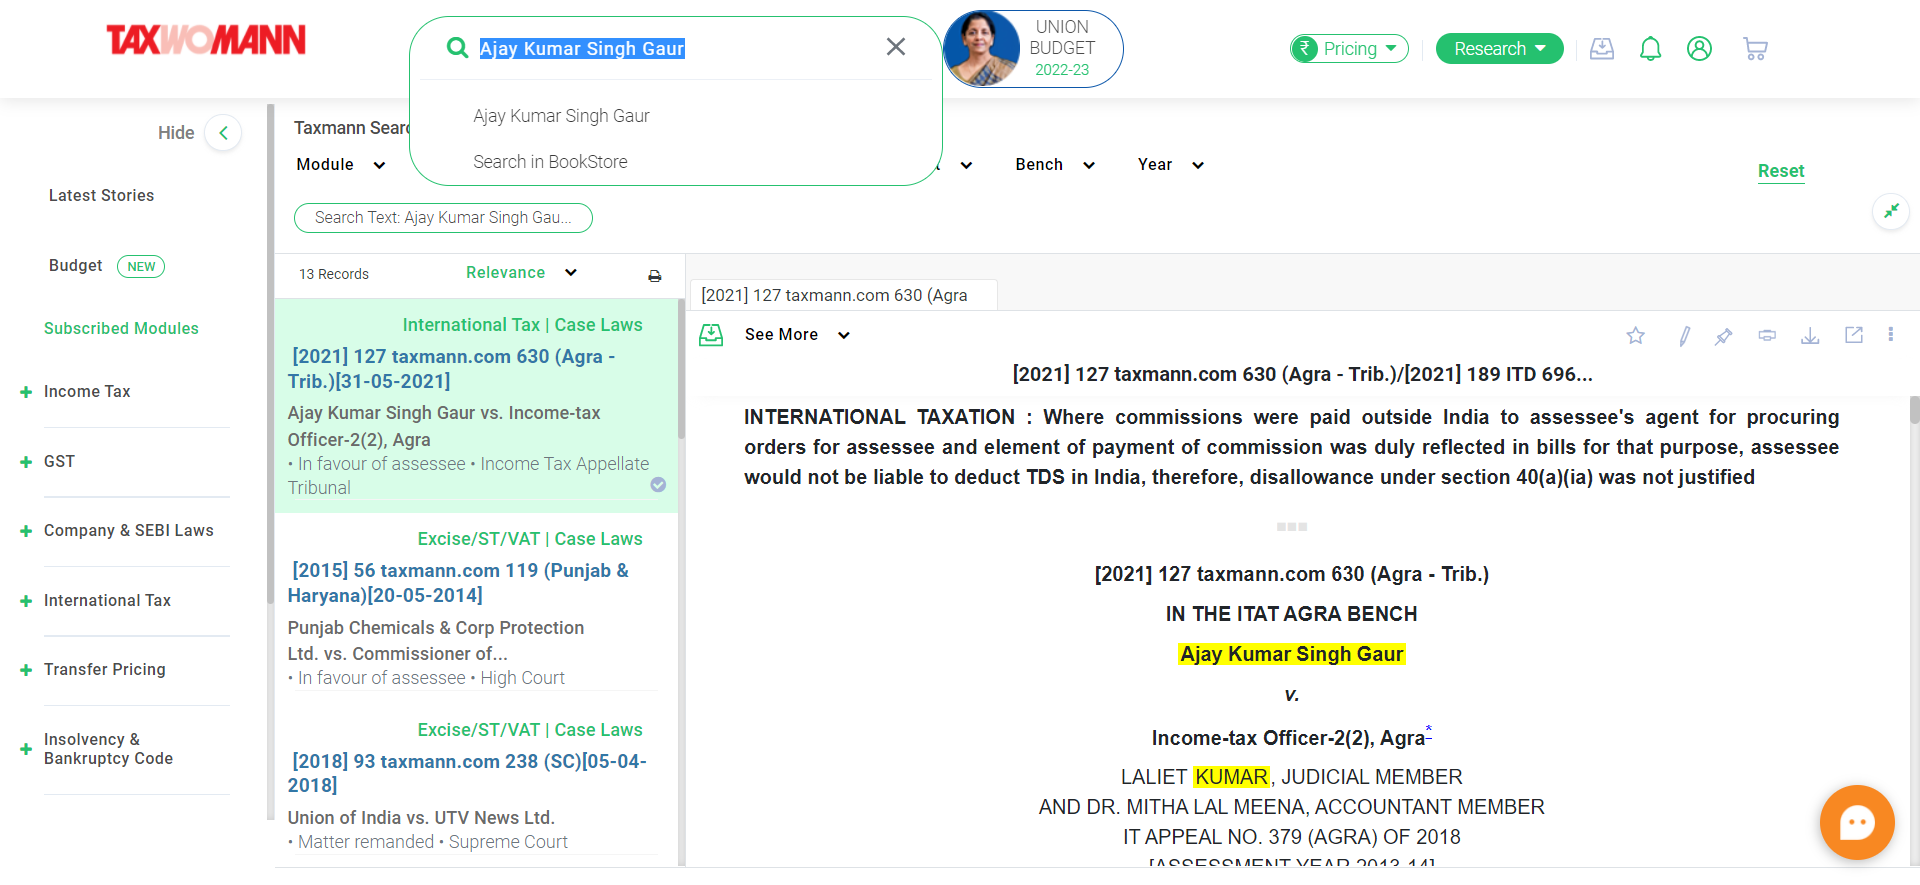 TAXWOMANN
Ajay Kumar Singh Gaur
Ajay Kumar Singh Gaur
Search in BookStore
UNION
BUDGET
2022-23
₹ Pricing
Research
Hide
Latest Stories
Budget NEW
Subscribed Modules
+ Income Tax
+ GST
+ Company & SEBI Laws
+ International Tax
+ Transfer Pricing
+ Insolvency &
Bankruptcy Code
Taxmann Sear
Module
Bench
Year
Reset
Search Text: Ajay Kumar Singh Gau...
13 Records
Relevance
International Tax | Case Laws
[2021] 127 taxmann.com 630 (Agra -
Trib.)[31-05-2021]
Ajay Kumar Singh Gaur vs. Income-tax
Officer-2(2), Agra
• In favour of assessee • Income Tax Appellate
Tribunal
Excise/ST/VAT | Case Laws
[2015] 56 taxmann.com 119 (Punjab &
Haryana)[20-05-2014]
Punjab Chemicals & Corp Protection
Ltd. vs. Commissioner of...
• In favour of assessee • High Court
Excise/ST/VAT | Case Laws
[2018] 93 taxmann.com 238 (SC)[05-04-
2018]
Union of India vs. UTV News Ltd.
• Matter remanded • Supreme Court
[2021] 127 taxmann.com 630 (Agra
See More
[2021] 127 taxmann.com 630 (Agra - Trib.)/[2021] 189 ITD 696...
INTERNATIONAL TAXATION : Where commissions were paid outside India to assessee's agent for procuring
orders for assessee and element of payment of commission was duly reflected in bills for that purpose, assessee
would not be liable to deduct TDS in India, therefore, disallowance under section 40(a)(ia) was not justified
[2021] 127 taxmann.com 630 (Agra - Trib.)
IN THE ITAT AGRA BENCH
Ajay Kumar Singh Gaur
v.
Income-tax Officer-2(2), Agra*
LALIET KUMAR, JUDICIAL MEMBER
AND DR. MITHA LAL MEENA, ACCOUNTANT MEMBER
IT APPEAL NO. 379 (AGRA) OF 2018
[ASSESSMENT YEAR 2013-14]